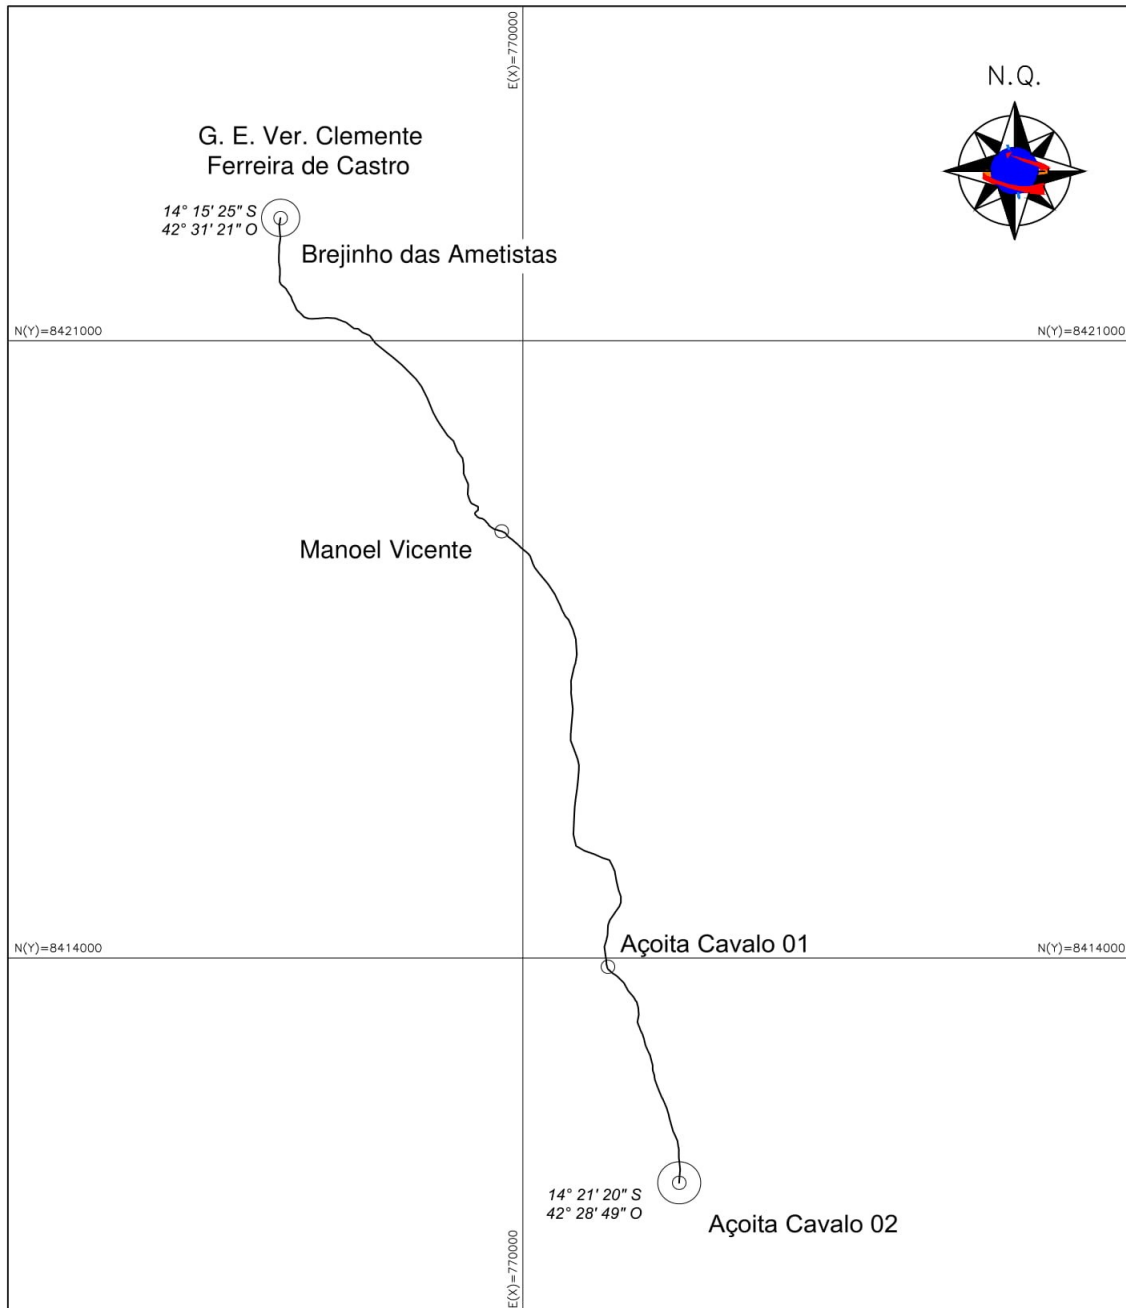 E(X)=770000
N.Q.
G. E. Ver. Clemente
Ferreira de Castro
14° 15' 25" S
42° 31' 21" O
Brejinho das Ametistas
N(Y)=8421000
N(Y)=8421000
Manoel Vicente
Açoita Cavalo 01
N(Y)=8414000
N(Y)=8414000
14° 21' 20" S
42° 28' 49" O
Açoita Cavalo 02
E(X)=770000